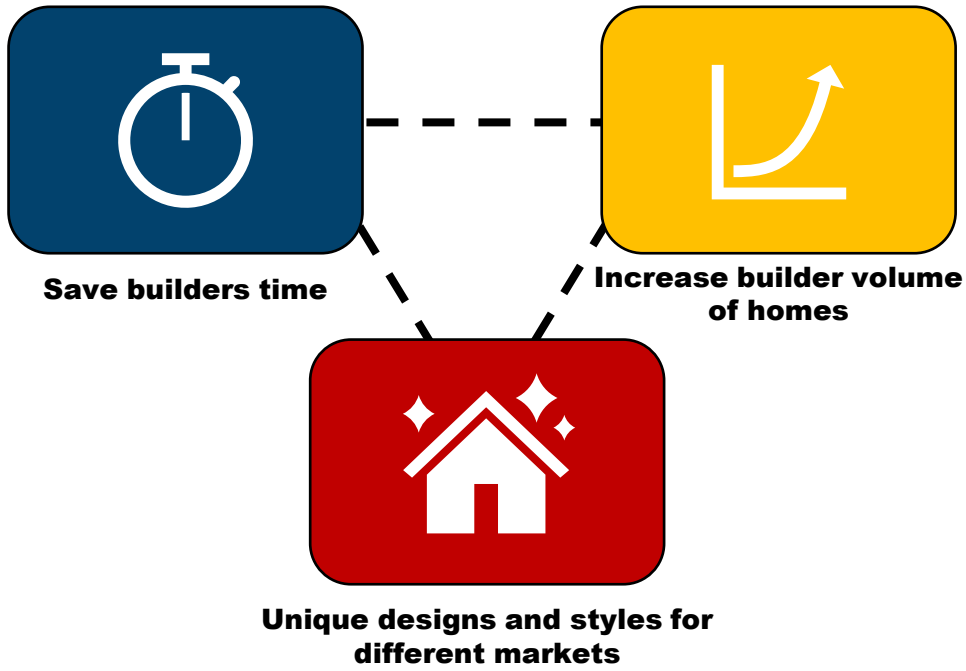 Save builders time
Increase builder volume
of homes
Unique designs and styles for
different markets